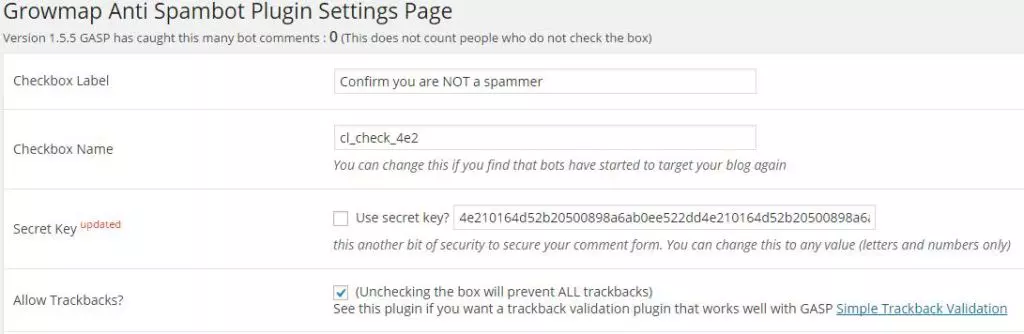 Growmap Anti Spambot Plugin Settings Page
Version 1.5.5 GASP has caught this many bot comments : 0 (This does not count people who do not check the box)
Checkbox Label
Confirm you are NOT a spammer
Checkbox Name
cl_check_4e2
You can change this if you find that bots have started to target your blog again
Secret Key updated
Use secret key? 4e210164d52b20500898a6ab0ee522dd4e210164d52b20500898a6a
this another bit of security to secure your comment form. You can change this to any value (letters and numbers only)
Allow Trackbacks?
(Unchecking the box will prevent ALL trackbacks)
See this plugin if you want a trackback validation plugin that works well with GASP Simple Trackback Validation